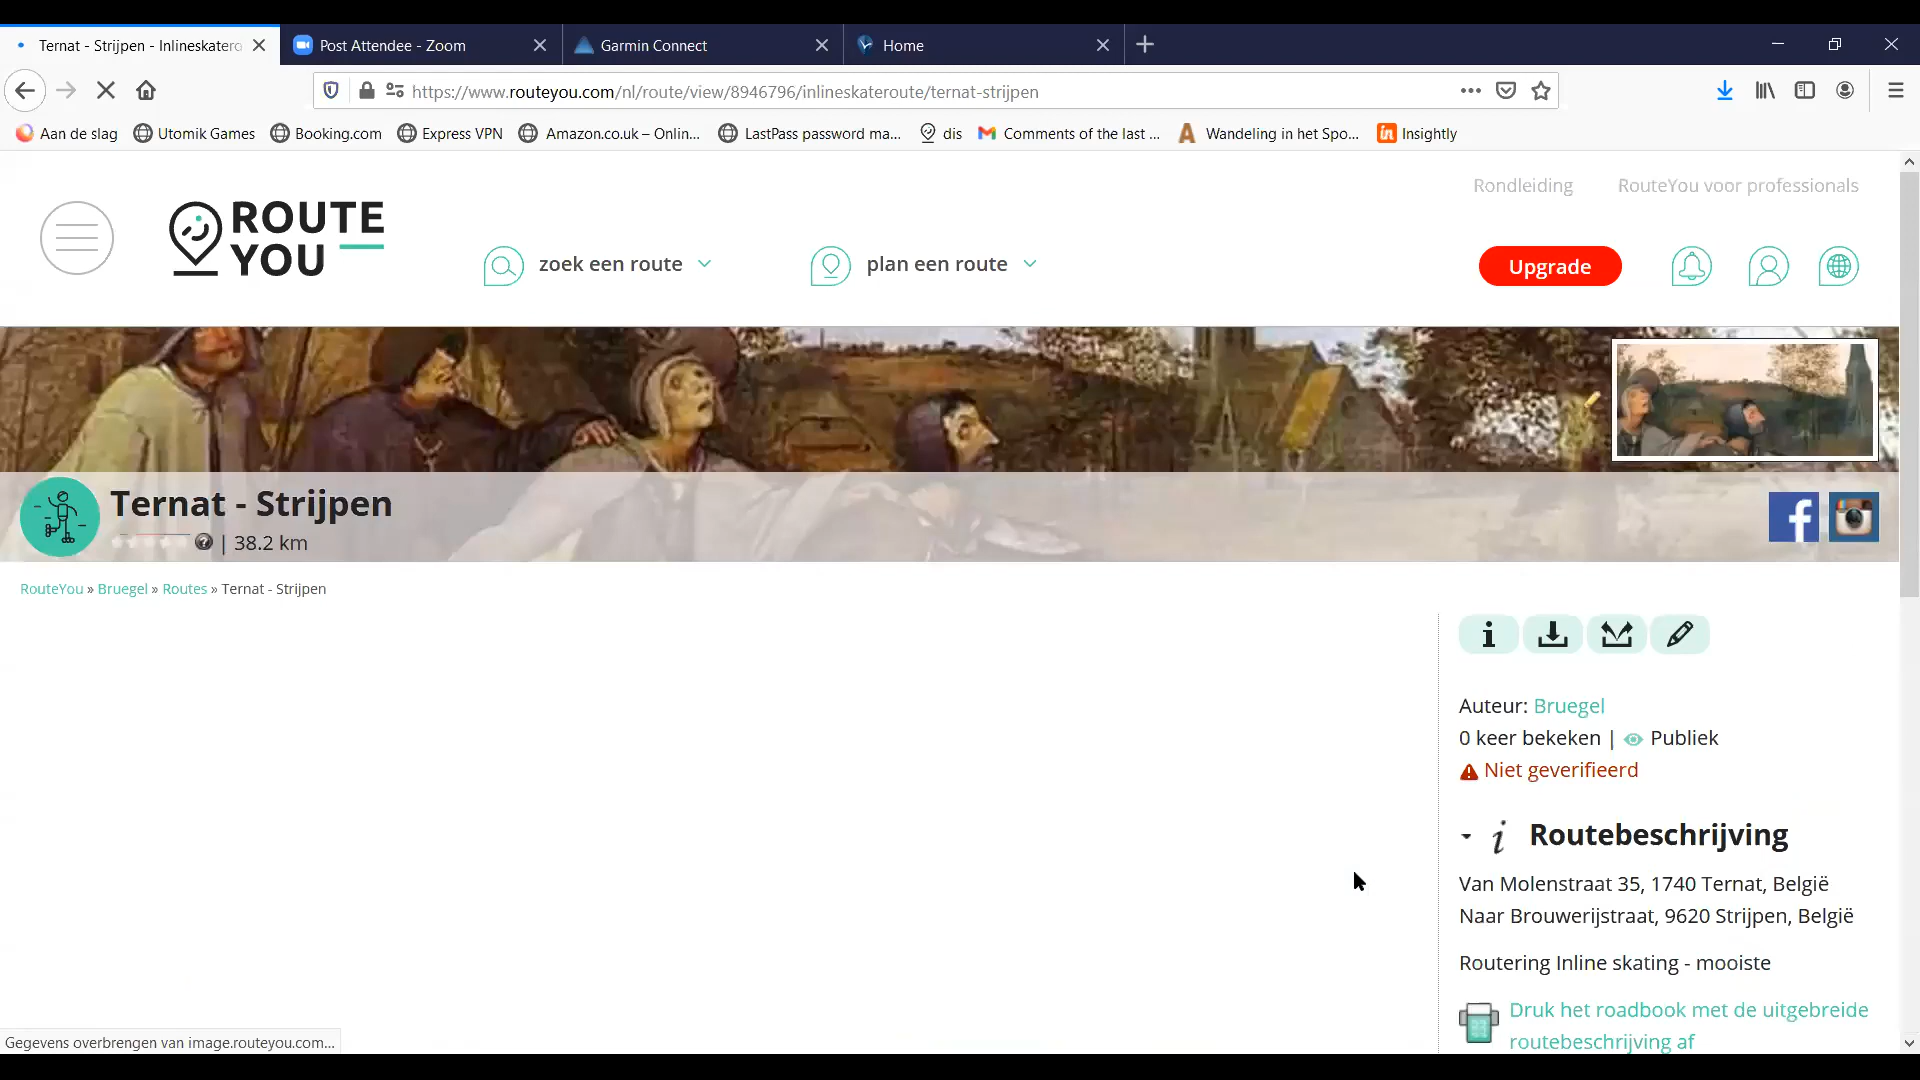 Ternat - Strijpen - Inlineskatero
Post Attendee - Zoom
Garmin Connect
Home
https://www.routeyou.com/nl/route/view/8946796/inlineskateroute/ternat-strijpen
Aan de slag
Utomik Games
Booking.com
Express VPN
Amazon.co.uk – Onlin...
LastPass password ma...
dis
Comments of the last ...
Wandeling in het Spo...
Insightly
Rondleiding
RouteYou voor professionals
ROUTE
YOU
zoek een route
plan een route
Upgrade
Ternat - Strijpen
| 38.2 km
RouteYou » Bruegel » Routes » Ternat - Strijpen
Auteur: Bruegel
0 keer bekeken | Publiek
Niet geverifieerd
Routebeschrijving
Van Molenstraat 35, 1740 Ternat, België
Naar Brouwerijstraat, 9620 Strijpen, België
Routering Inline skating - mooiste
Druk het roadbook met de uitgebreide
routebeschrijving af
Gegevens overbrengen van image.routeyou.com...